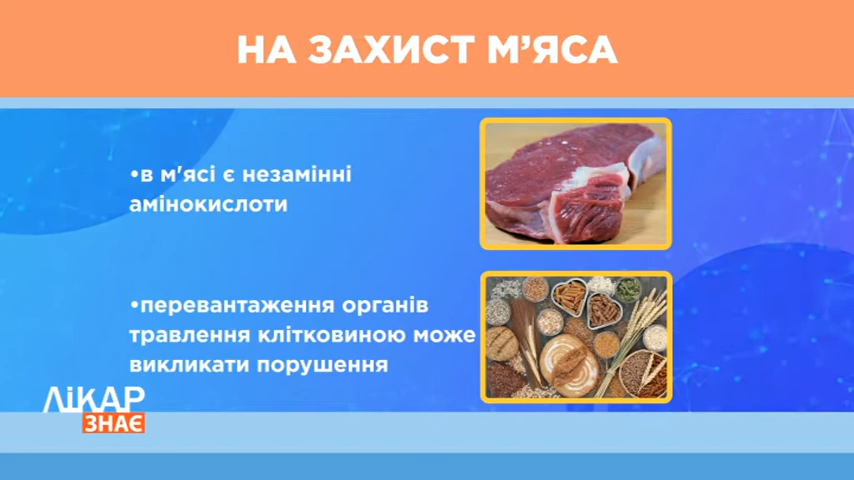 НА ЗАХИСТ М’ЯСА
•в м'ясі є незамінні
амінокислоти
•перевантаження органів
травлення клітковиною може
викликати порушення
ЛІКАР
ЗНАЄ